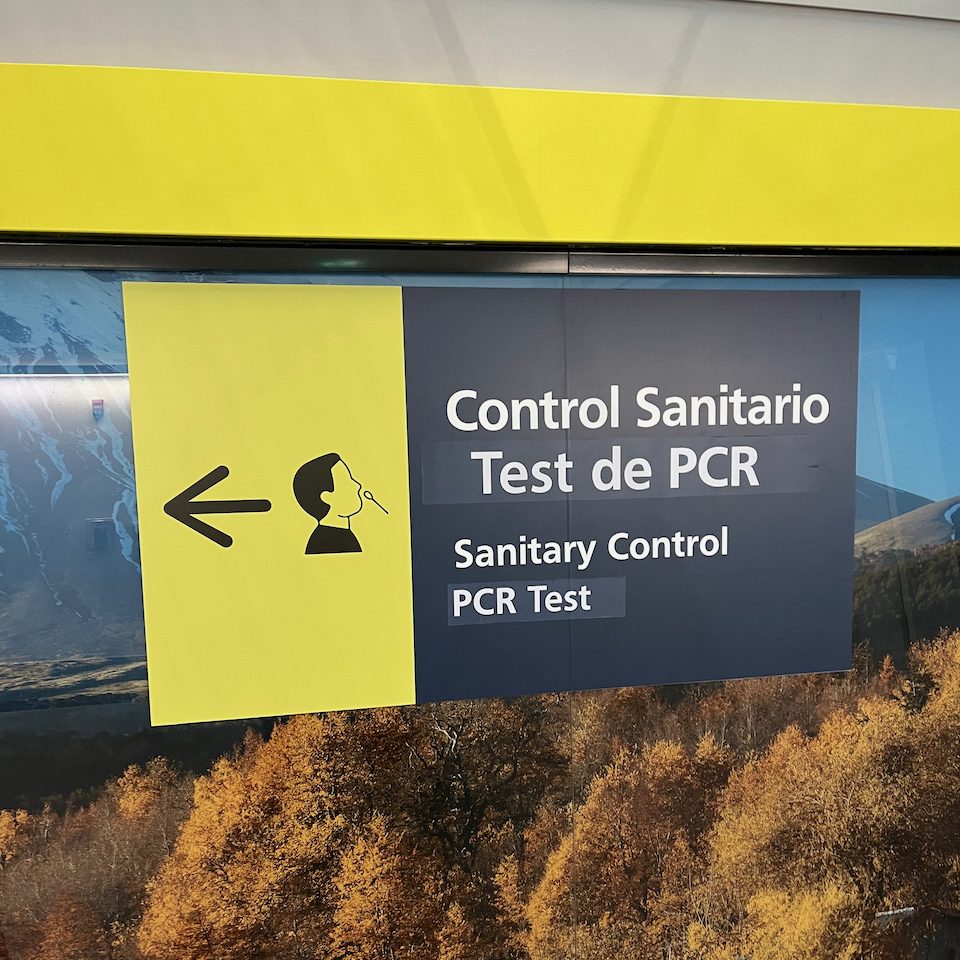 Control Sanitario
Test de PCR
Sanitary Control
PCR Test